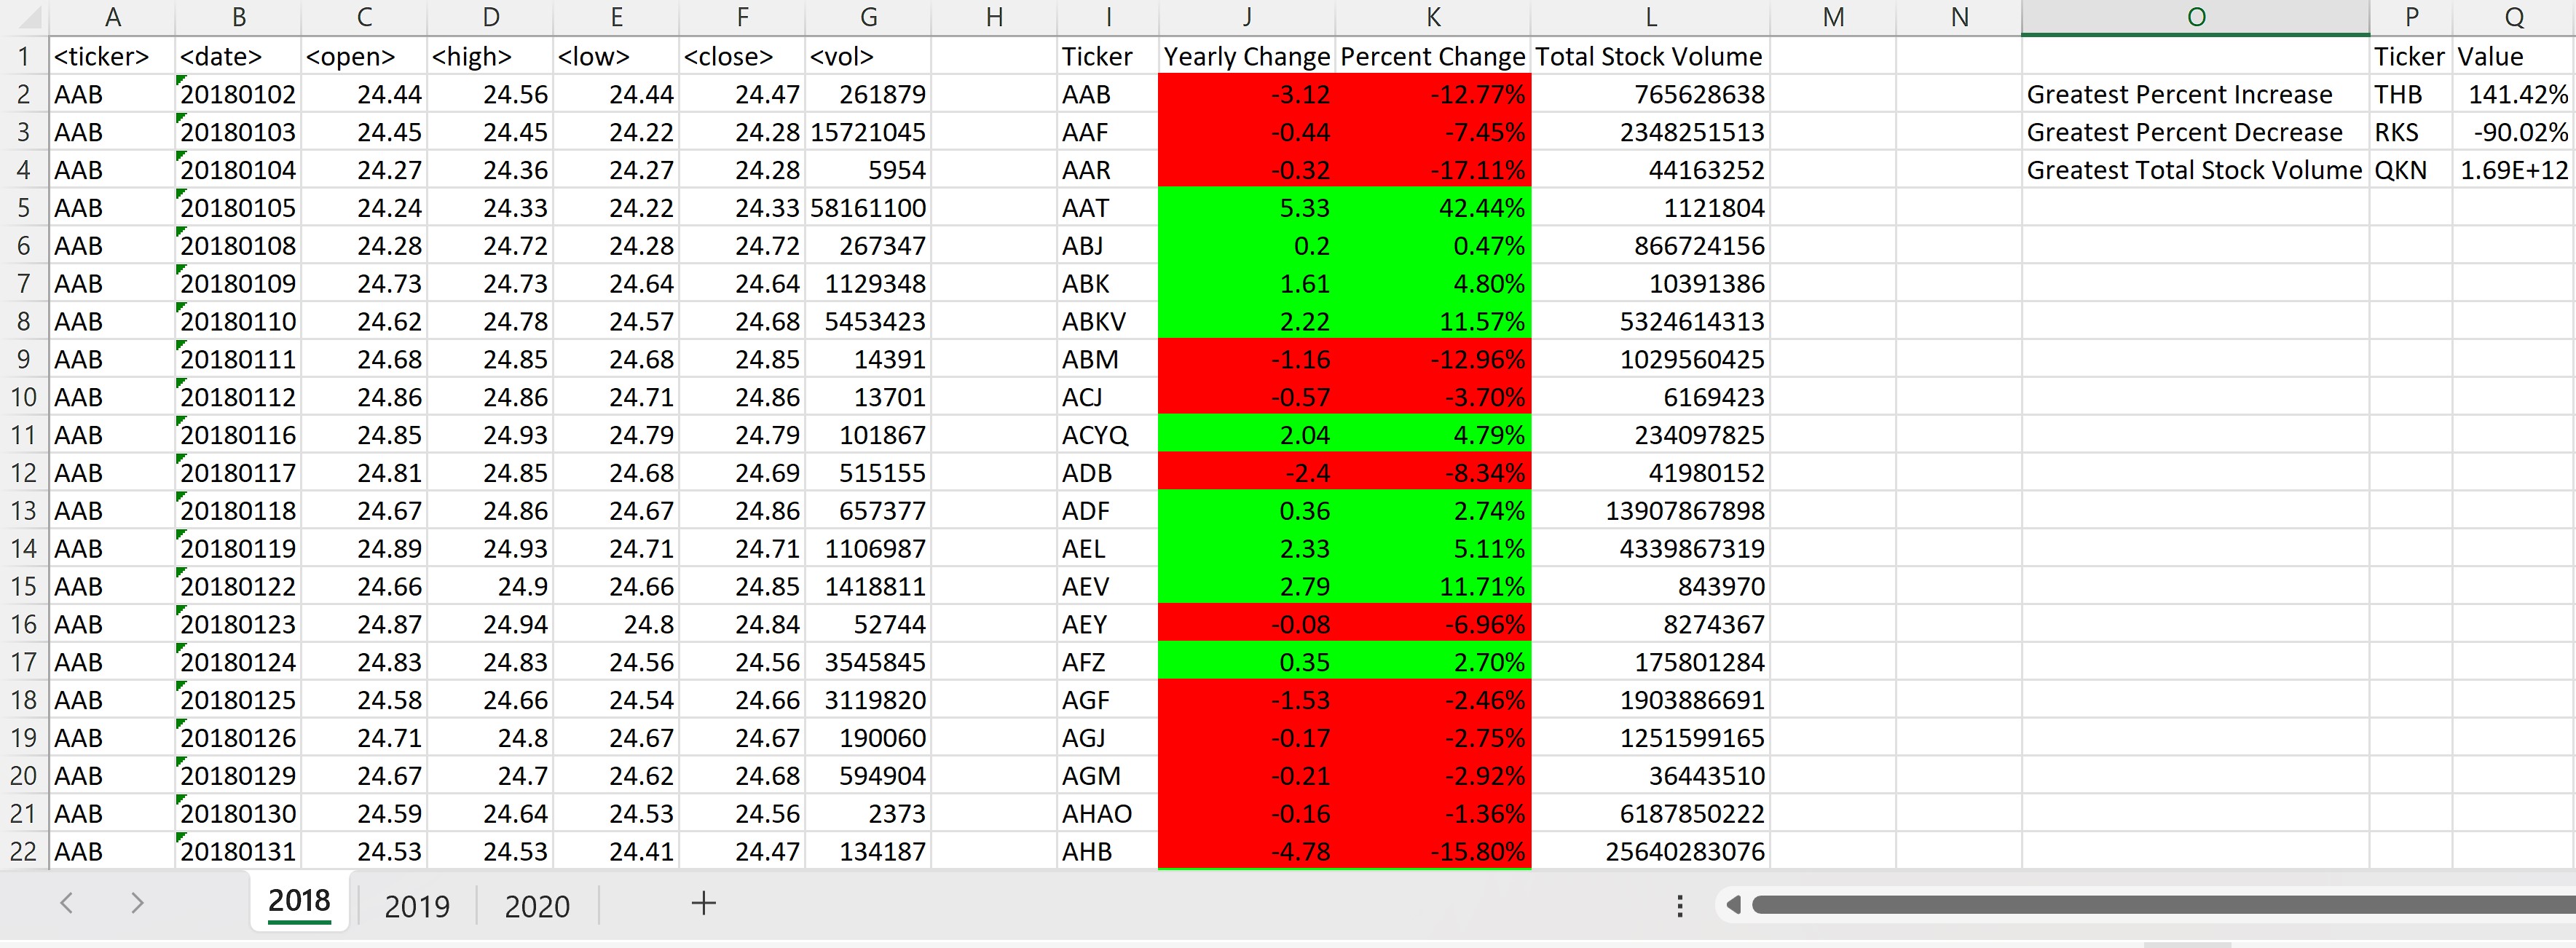 A B C D E F G H I J K L M N O P Q
1 <ticker> <date> <open> <high> <low> <close> <vol> Ticker Yearly Change Percent Change Total Stock Volume Ticker Value
2 AAB 20180102 24.44 24.56 24.44 24.47 261879 AAB -3.12 -12.77% 765628638 Greatest Percent Increase THB 141.42%
3 AAB 20180103 24.45 24.45 24.22 24.28 15721045 AAF -0.44 -7.45% 2348251513 Greatest Percent Decrease RKS -90.02%
4 AAB 20180104 24.27 24.36 24.27 24.28 5954 AAR -0.32 -17.11% 44163252 Greatest Total Stock Volume QKN 1.69E+12
5 AAB 20180105 24.24 24.33 24.22 24.33 58161100 AAT 5.33 42.44% 1121804
6 AAB 20180108 24.28 24.72 24.28 24.72 267347 ABJ 0.2 0.47% 866724156
7 AAB 20180109 24.73 24.73 24.64 24.64 1129348 ABK 1.61 4.80% 10391386
8 AAB 20180110 24.62 24.78 24.57 24.68 5453423 ABKV 2.22 11.57% 5324614313
9 AAB 20180111 24.68 24.85 24.68 24.85 14391 ABM -1.16 -12.96% 1029560425
10 AAB 20180112 24.86 24.86 24.71 24.86 13701 ACJ -0.57 -3.70% 6169423
11 AAB 20180116 24.85 24.93 24.79 24.79 101867 ACYQ 2.04 4.79% 234097825
12 AAB 20180117 24.81 24.85 24.68 24.69 515155 ADB -2.4 -8.34% 41980152
13 AAB 20180118 24.67 24.86 24.67 24.86 657377 ADF 0.36 2.74% 13907867898
14 AAB 20180119 24.89 24.93 24.71 24.71 1106987 AEL 2.33 5.11% 4339867319
15 AAB 20180122 24.66 24.9 24.66 24.85 1418811 AEV 2.79 11.71% 843970
16 AAB 20180123 24.87 24.94 24.8 24.84 52744 AEY -0.08 -6.96% 8274367
17 AAB 20180124 24.83 24.83 24.56 24.56 3545845 AFZ 0.35 2.70% 175801284
18 AAB 20180125 24.58 24.66 24.54 24.66 3119820 AGF -1.53 -2.46% 1903886691
19 AAB 20180126 24.71 24.8 24.67 24.67 190060 AGJ -0.17 -2.75% 1251599165
20 AAB 20180129 24.67 24.7 24.62 24.68 594904 AGM -0.21 -2.92% 36443510
21 AAB 20180130 24.59 24.64 24.53 24.56 2373 AHAO -0.16 -1.36% 6187850222
22 AAB 20180131 24.53 24.53 24.41 24.47 134187 AHB -4.78 -15.80% 25640283076
2018 2019 2020